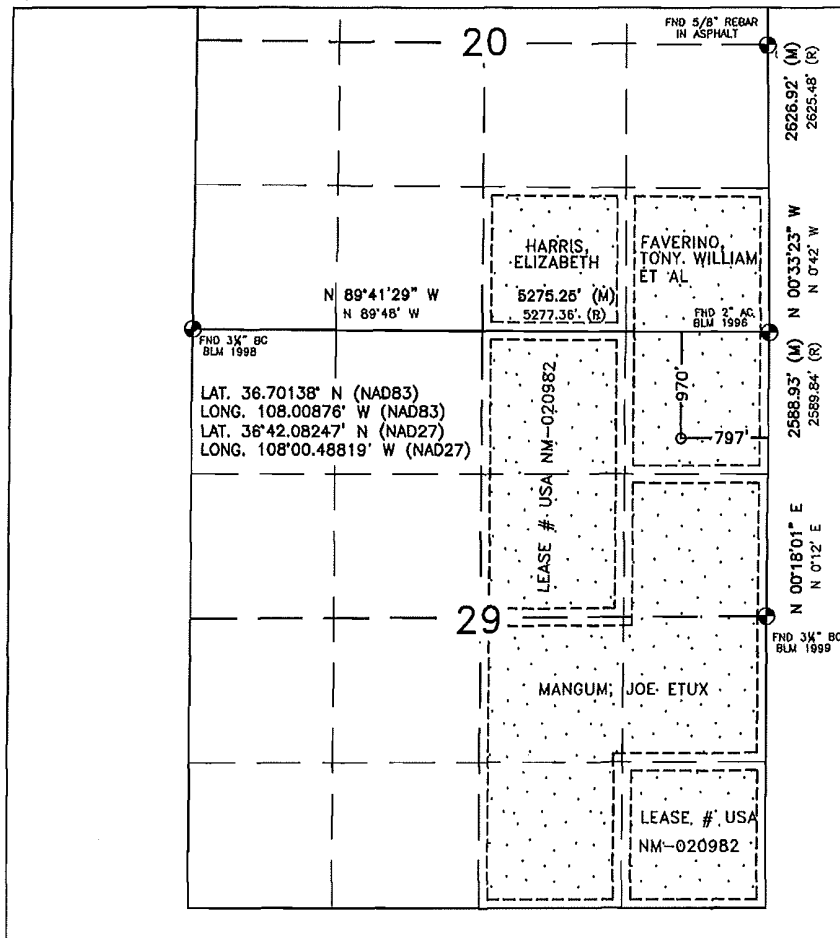 FND 5/8" REBAR
IN ASPHALT
20
2626.92' (M)
2625.48' (R)
HARRIS,
ELIZABETH
FAVERINO,
TONY. WILLIAM
ET AL
N 00°33'23" W
N 0°42' W
N 89°41'29" W
N 89°48' W
5275.25' (M)
5277.36' (R)
FND 2" AC.
BLM 1996
FND 3¼" BC
BLM 1998
2588.93' (M)
2589.84' (R)
970'
797'
LAT. 36.70138° N (NAD83)
LONG. 108.00876° W (NAD83)
LAT. 36°42.08247' N (NAD27)
LONG. 108°00.48819' W (NAD27)
LEASE # USA NM-020982
N 00°18'01" E
N 0°12' E
29
FND 3¼" BC
BLM 1999
MANGUM, JOE ETUX
LEASE # USA
NM-020982